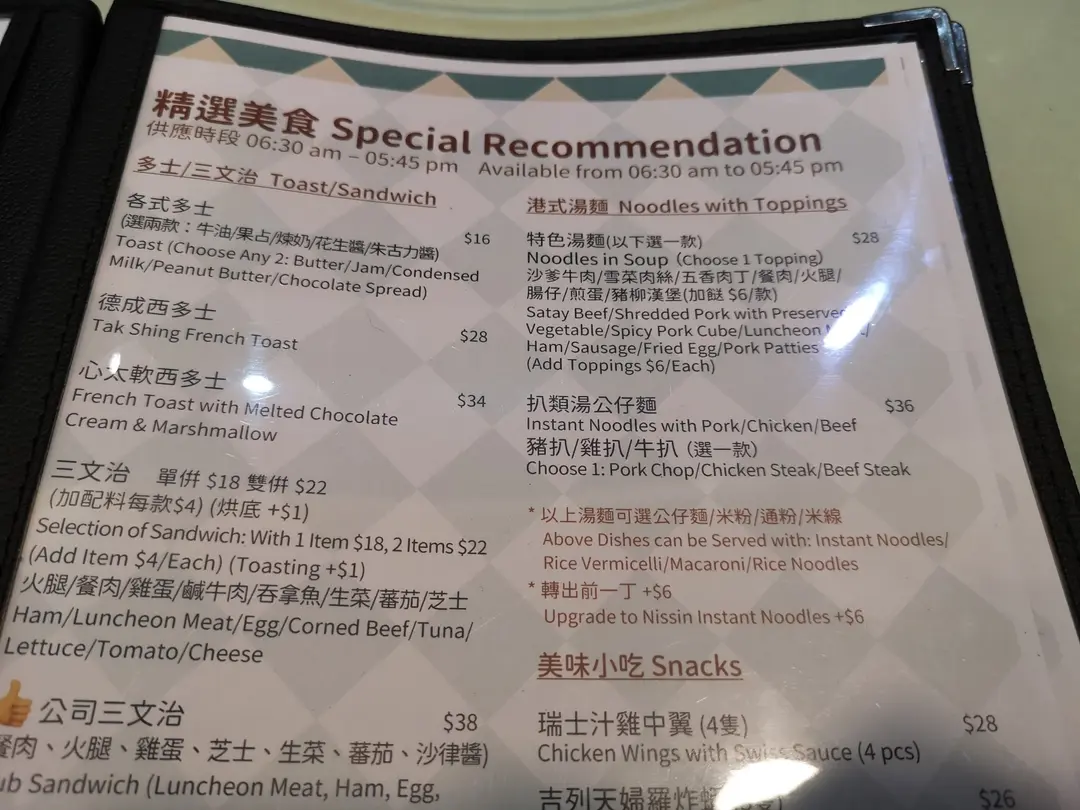 精選美食 Special Recommendation
供應時段 06:30 am – 05:45 pm Available from 06:30 am to 05:45 pm
多士/三文治 Toast/Sandwich
各式多士
(選兩款：牛油/果占/煉奶/花生醬/朱古力醬) $16
Toast (Choose Any 2: Butter/Jam/Condensed
Milk/Peanut Butter/Chocolate Spread)
德成西多士
Tak Shing French Toast $28
心太軟西多士
French Toast with Melted Chocolate $34
Cream & Marshmallow
三文治 單併 $18 雙併 $22
(加配料每款$4) (烘底 +$1)
Selection of Sandwich: With 1 Item $18, 2 Items $22
(Add Item $4/Each) (Toasting +$1)
火腿/餐肉/雞蛋/鹹牛肉/吞拿魚/生菜/蕃茄/芝士
Ham/Luncheon Meat/Egg/Corned Beef/Tuna/
Lettuce/Tomato/Cheese
公司三文治 $38
餐肉、火腿、雞蛋、芝士、生菜、蕃茄、沙律醬)
ub Sandwich (Luncheon Meat, Ham, Egg,
港式湯麵 Noodles with Toppings
特色湯麵(以下選一款) $28
Noodles in Soup (Choose 1 Topping)
沙爹牛肉/雪菜肉絲/五香肉丁/餐肉/火腿/
腸仔/煎蛋/豬柳漢堡(加餸 $6/款)
Satay Beef/Shredded Pork with Preserve
Vegetable/Spicy Pork Cube/Luncheon
Ham/Sausage/Fried Egg/Pork Patties
(Add Toppings $6/Each)
扒類湯公仔麵 $36
Instant Noodles with Pork/Chicken/Beef
豬扒/雞扒/牛扒 (選一款)
Choose 1: Pork Chop/Chicken Steak/Beef Steak
* 以上湯麵可選公仔麵/米粉/通粉/米線
Above Dishes can be Served with: Instant Noodles/
Rice Vermicelli/Macaroni/Rice Noodles
* 轉出前一丁 +$6
Upgrade to Nissin Instant Noodles +$6
美味小吃 Snacks
瑞士汁雞中翼 (4隻) $28
Chicken Wings with Swiss Sauce (4 pcs)
吉列天婦羅炸 $26